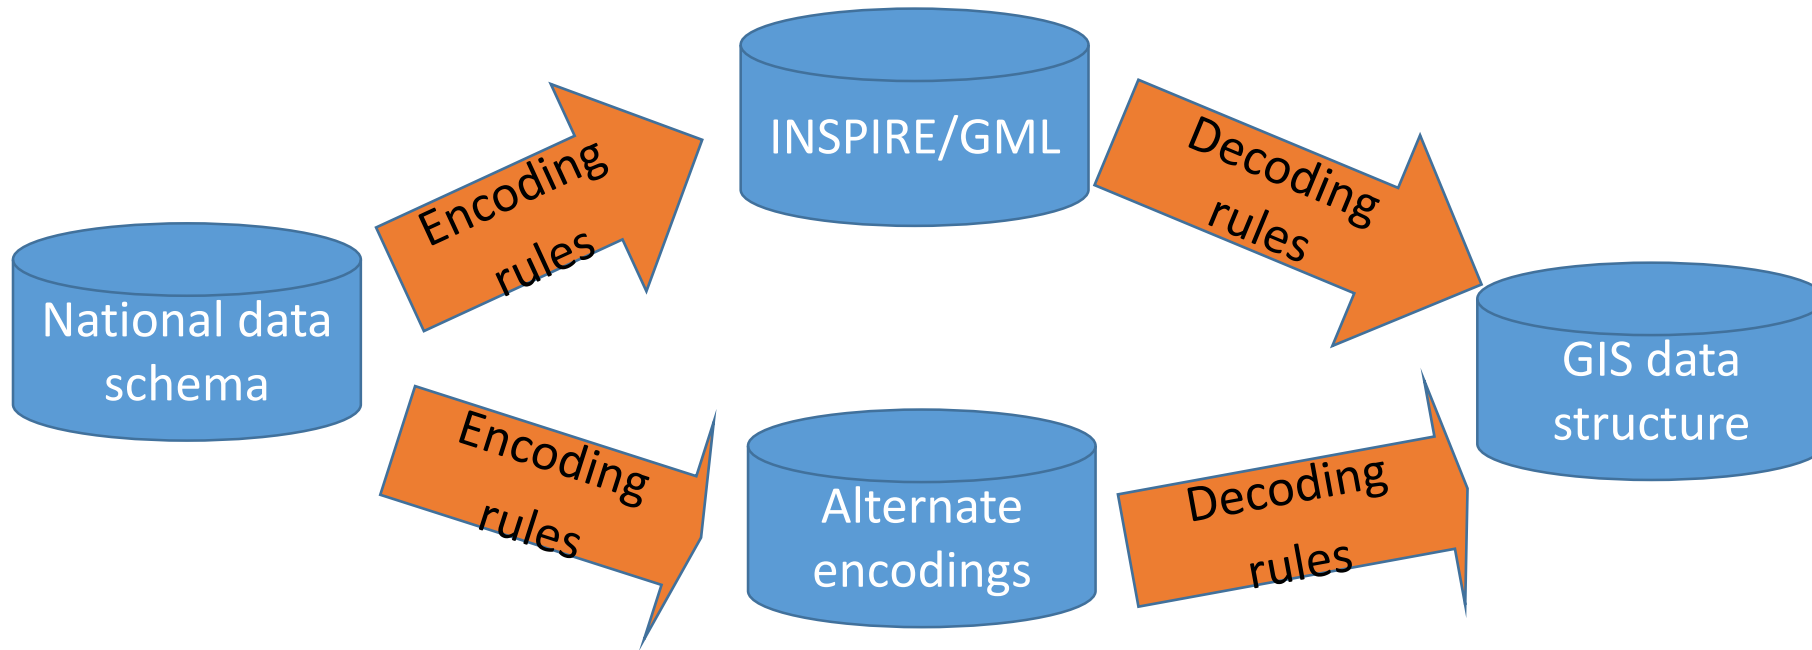 National data
schema
Encoding
rules
INSPIRE/GML
Decoding
rules
Encoding
rules
Alternate
encodings
Decoding
rules
GIS data
structure